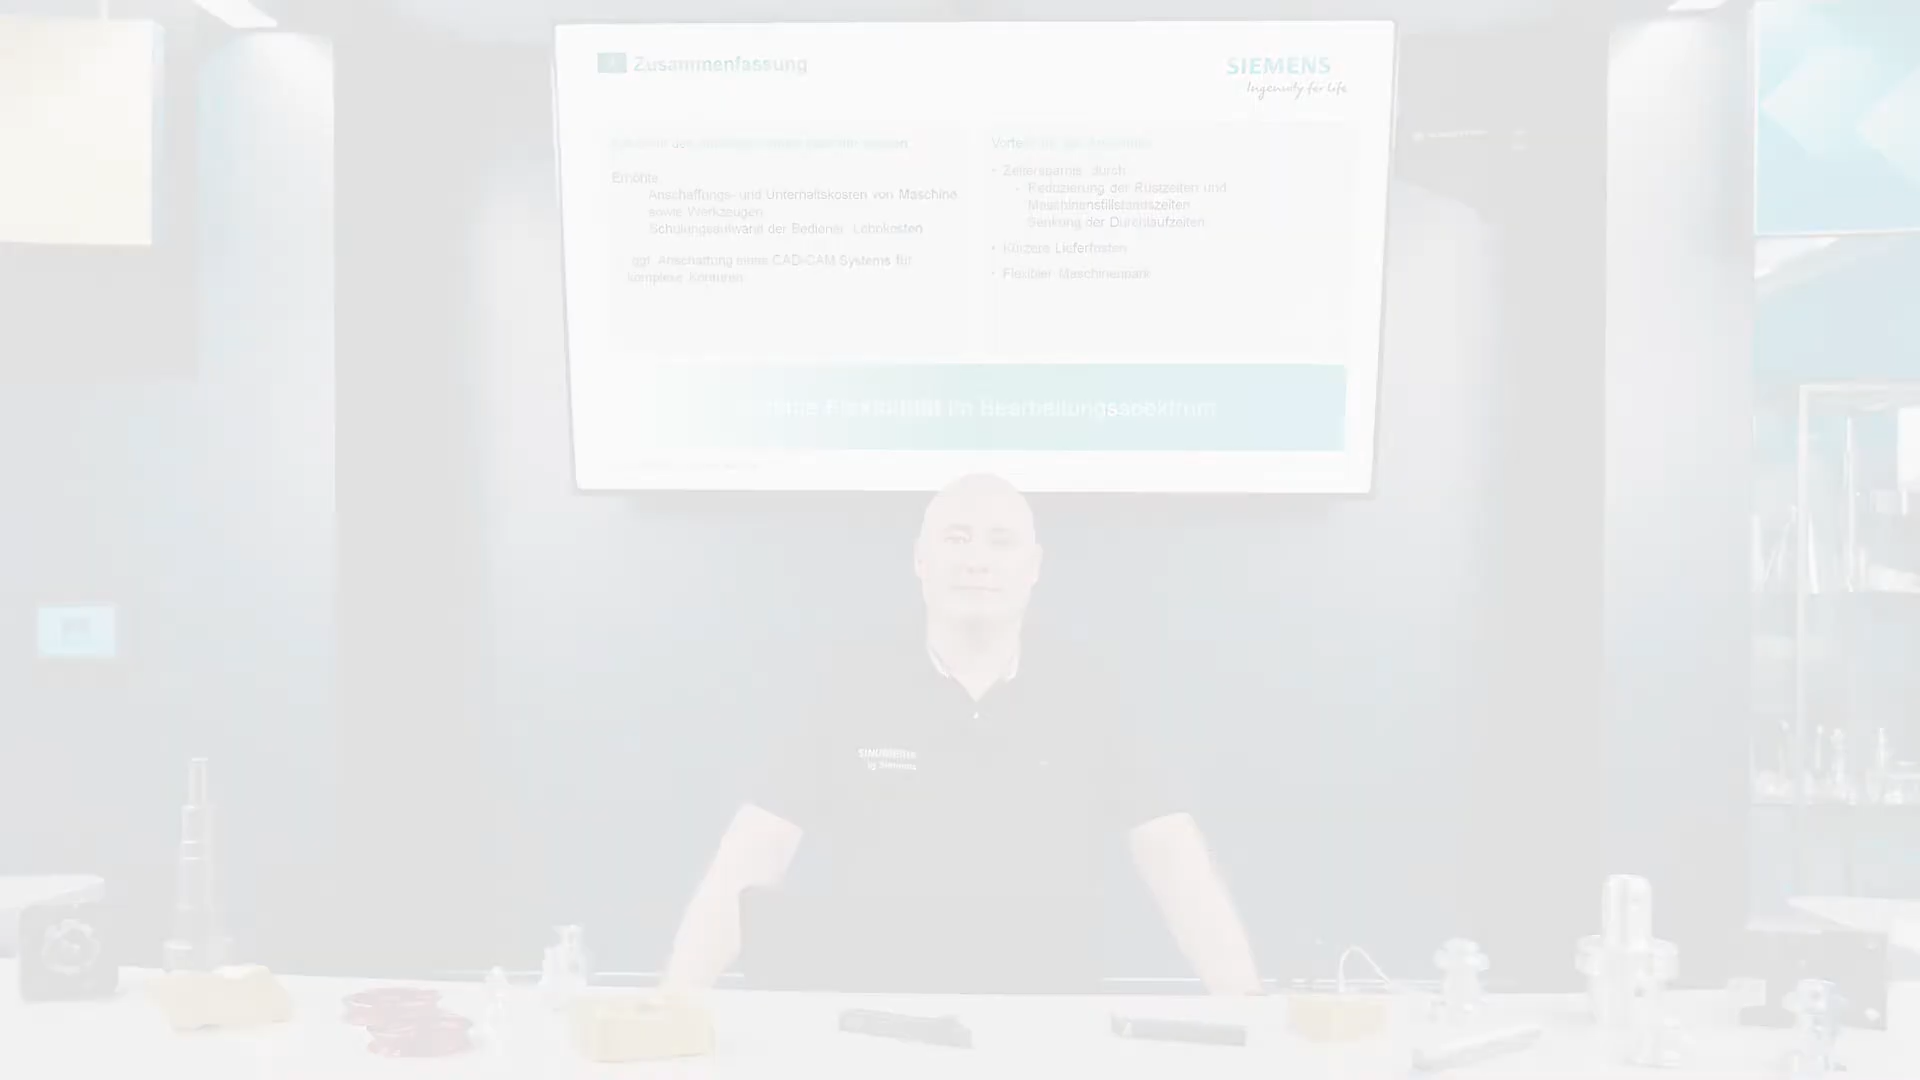 Zusammenfassung
SIEMENS
Ingenuity for life
Erhöhte
Anschaffungs- und Unterhaltskosten von Maschine
sowie Werkzeugen
Schulungsaufwand der Bediener, Lohnkosten
ggf. Anschaffung eines CAD-CAM Systems für
komplexe Konturen
• Zeitersparnis durch
- Reduzierung der Rüstzeiten und
Maschinenstillstandszeiten
Senkung der Durchlaufzeiten
• Kürzere Lieferfristen
• Flexibler Maschinenpark
Flexibilität im Bearbeitungsspektrum
SINUMERIK
by Siemens